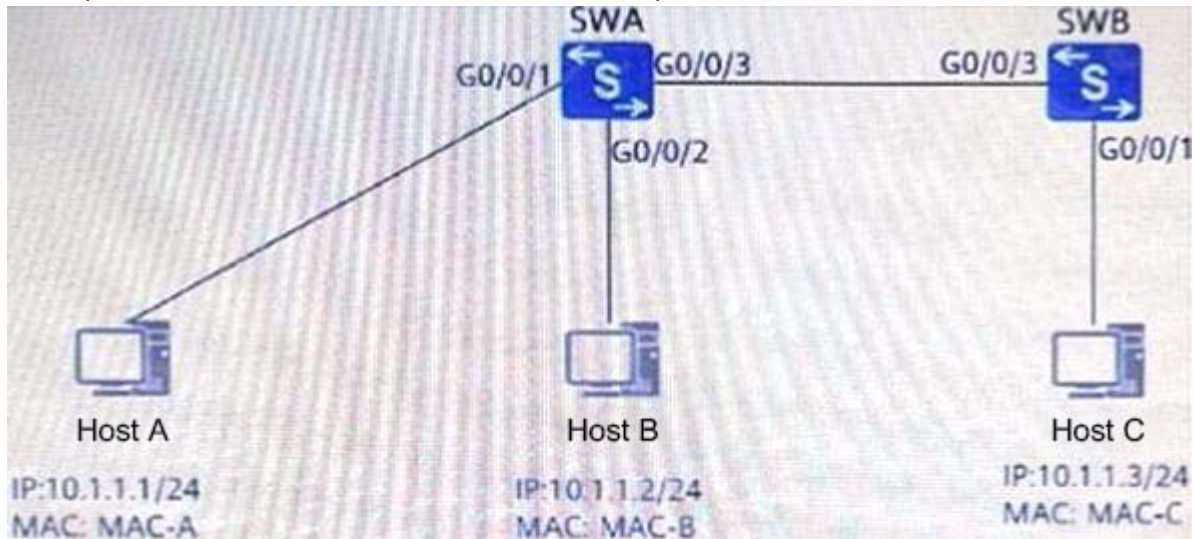 SWA
SWB
G0/0/1
G0/0/3
G0/0/3
S
S
G0/0/2
G0/0/1
Host A
Host B
Host C
IP:10.1.1.1/24
MAC: MAC-A
IP:10.1.1.2/24
MAC: MAC-B
IP:10.1.1.3/24
MAC: MAC-C